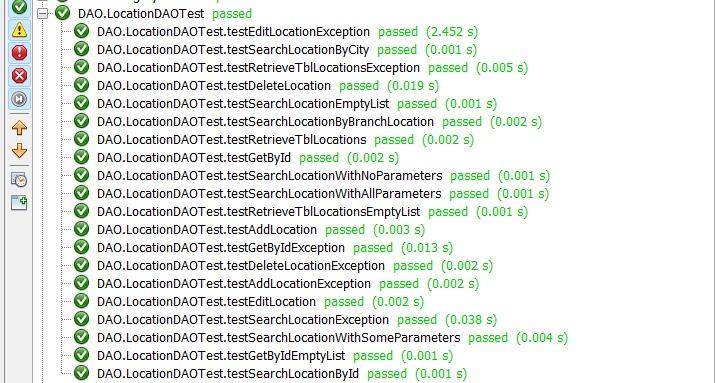 DAO.LocationDAOTest passed
DAO.LocationDAOTest.testEditLocationException passed (2.452 s)
DAO.LocationDAOTest.testSearchLocationByCity passed (0.001 s)
DAO.LocationDAOTest.testRetrieveTblLocationsException passed (0.005 s)
DAO.LocationDAOTest.testDeleteLocation passed (0.019 s)
DAO.LocationDAOTest.testSearchLocationEmptyList passed (0.001 s)
DAO.LocationDAOTest.testSearchLocationByBranchLocation passed (0.002 s)
DAO.LocationDAOTest.testRetrieveTblLocations passed (0.002 s)
DAO.LocationDAOTest.testGetById passed (0.002 s)
DAO.LocationDAOTest.testSearchLocationWithNoParameters passed (0.001 s)
DAO.LocationDAOTest.testSearchLocationWithAllParameters passed (0.001 s)
DAO.LocationDAOTest.testRetrieveTblLocationsEmptyList passed (0.001 s)
DAO.LocationDAOTest.testAddLocation passed (0.003 s)
DAO.LocationDAOTest.testGetByIdException passed (0.013 s)
DAO.LocationDAOTest.testDeleteLocationException passed (0.002 s)
DAO.LocationDAOTest.testAddLocationException passed (0.002 s)
DAO.LocationDAOTest.testEditLocation passed (0.002 s)
DAO.LocationDAOTest.testSearchLocationException passed (0.038 s)
DAO.LocationDAOTest.testSearchLocationWithSomeParameters passed (0.004 s)
DAO.LocationDAOTest.testGetByIdEmptyList passed (0.001 s)
DAO.LocationDAOTest.testSearchLocationById passed (0.001 s)